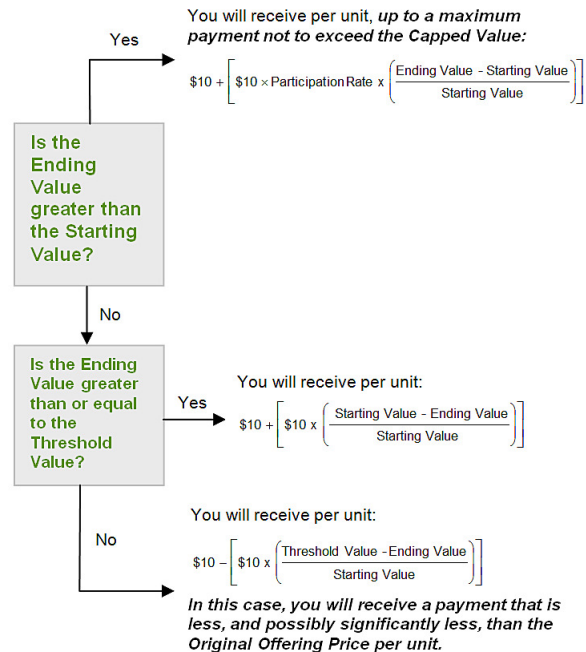 You will receive per unit, up to a maximum
payment not to exceed the Capped Value:
Yes
$10 + [ $10 × Participation Rate x ( Ending Value - Starting Value / Starting Value ) ]
Is the
Ending
Value
greater than
the Starting
Value?
No
Is the Ending
Value greater
than or equal
to the
Threshold
Value?
Yes
You will receive per unit:
$10 + [ $10 x ( Starting Value - Ending Value / Starting Value ) ]
No
You will receive per unit:
$10 – [ $10 x ( Threshold Value - Ending Value / Starting Value ) ]
In this case, you will receive a payment that is
less, and possibly significantly less, than the
Original Offering Price per unit.